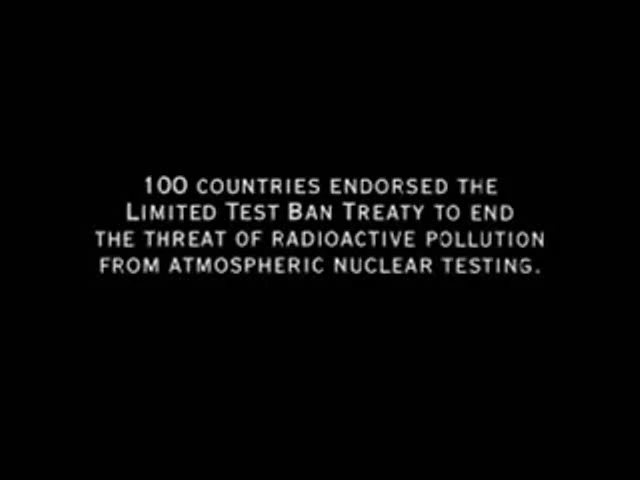 100 COUNTRIES ENDORSED THE
LIMITED TEST BAN TREATY TO END
THE THREAT OF RADIOACTIVE POLLUTION
FROM ATMOSPHERIC NUCLEAR TESTING.